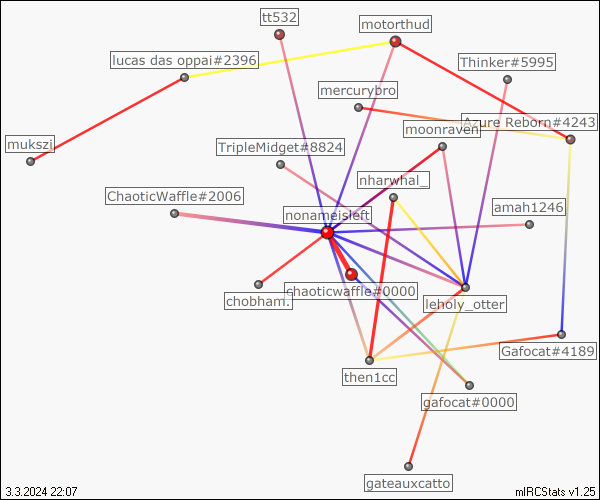 tt532
motorthud
lucas das oppai#2396
Thinker#5995
mercurybro
Azure Reborn#4243
moonraven
mukszi
TripleMidget#8824
nharwhal_
ChaoticWaffle#2006
amah1246
nonameisleft
chaoticwaffle#0000
chobham.
leholy_otter
Gafocat#4189
then1cc
gafocat#0000
gateauxcatto
3.3.2024 22:07
mIRCStats v1.25